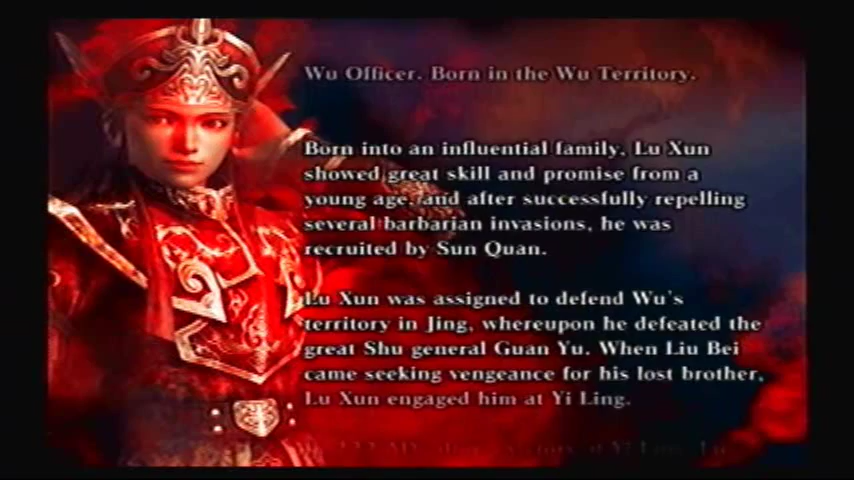 Wu Officer. Born in the Wu Territory.
Born into an influential family, Lu Xun
showed great skill and promise from a
young age, and after successfully repelling
several barbarian invasions, he was
recruited by Sun Quan.
Lu Xun was assigned to defend Wu's
territory in Jing, whereupon he defeated the
great Shu general Guan Yu. When Liu Bei
came seeking vengeance for his lost brother,
Lu Xun engaged him at Yi Ling.